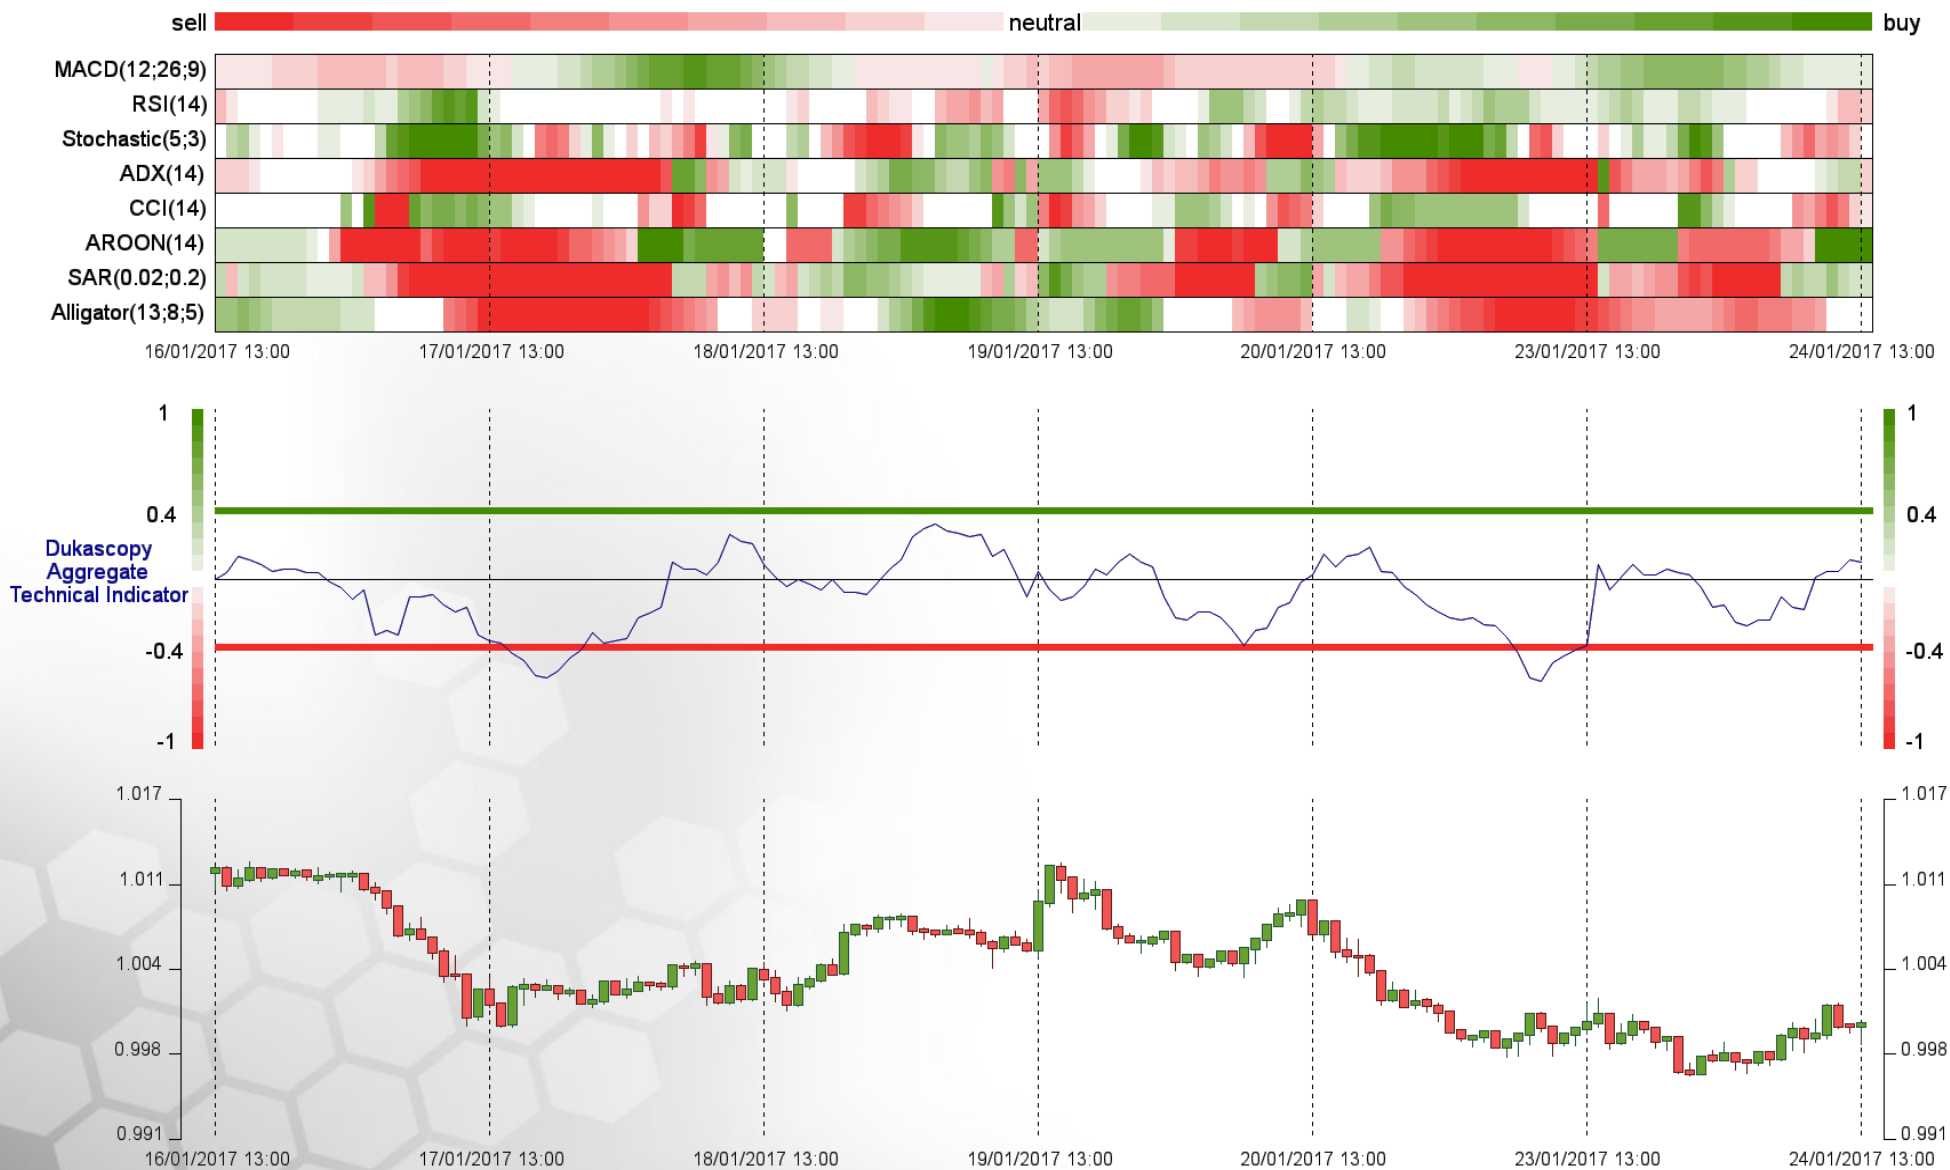 sell neutral buy
MACD(12;26;9)
RSI(14)
Stochastic(5;3)
ADX(14)
CCI(14)
AROON(14)
SAR(0.02;0.2)
Alligator(13;8;5)
16/01/2017 13:00 17/01/2017 13:00 18/01/2017 13:00 19/01/2017 13:00 20/01/2017 13:00 23/01/2017 13:00 24/01/2017 13:00
1 1
0.4 0.4
Dukascopy
Aggregate
Technical Indicator
-0.4 -0.4
-1 -1
1.017 1.017
1.011 1.011
1.004 1.004
0.998 0.998
0.991 0.991
16/01/2017 13:00 17/01/2017 13:00 18/01/2017 13:00 19/01/2017 13:00 20/01/2017 13:00 23/01/2017 13:00 24/01/2017 13:00